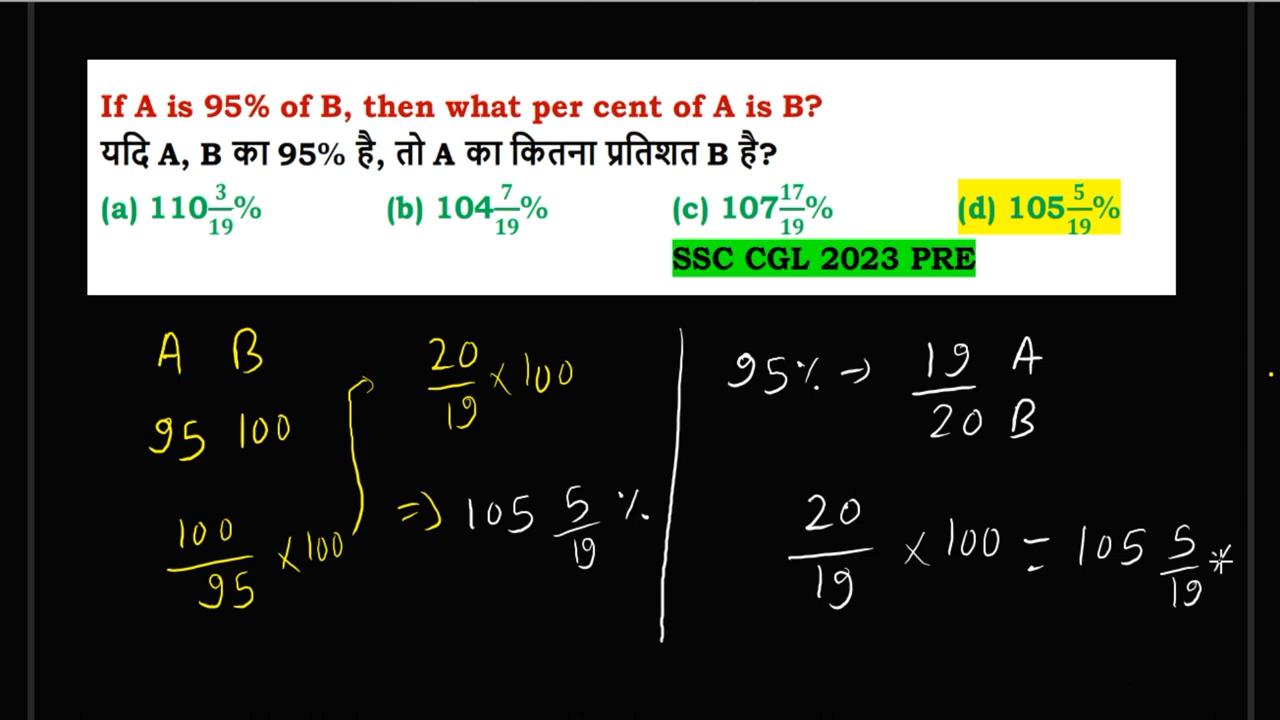 If A is 95% of B, then what per cent of A is B?
यदि A, B का 95% है, तो A का कितना प्रतिशत B है?
(a) 110 3/19% (b) 104 7/19% (c) 107 17/19% (d) 105 5/19%
SSC CGL 2023 PRE
A B
95 100
100/95 × 100
20/19 × 100
⇒ 105 5/19 %
95% → 19/20 A B
20/19 × 100 = 105 5/19 *